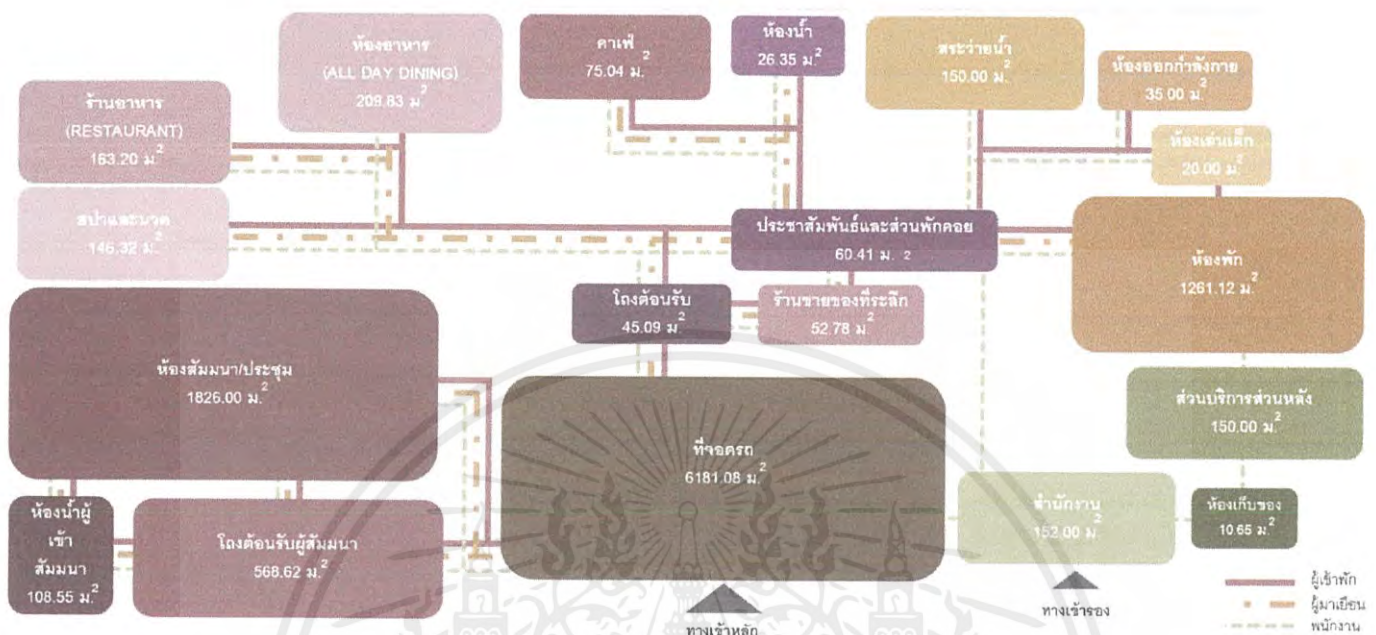 ห้องอาหาร
(ALL DAY DINING)
209.83 ม.²
คาเฟ่
75.04 ม.²
ห้องน้ำ
26.35 ม.²
สระว่ายน้ำ
150.00 ม.²
ห้องออกกำลังกาย
35.00 ม.²
ร้านอาหาร
(RESTAURANT)
163.20 ม.²
ห้องเล่นเด็ก
20.00 ม.²
สปาและนวด
146.32 ม.²
ประชาสัมพันธ์และส่วนพักคอย
60.41 ม. ²
ห้องพัก
1261.12 ม.²
โถงต้อนรับ
45.09 ม.²
ร้านขายของที่ระลึก
52.78 ม.²
ห้องสัมมนา/ประชุม
1826.00 ม.²
ส่วนบริการส่วนหลัง
150.00 ม.²
ที่จอดรถ
6181.08 ม.²
ห้องน้ำผู้
เข้า
สัมมนา
108.55 ม.²
โถงต้อนรับผู้สัมมนา
568.62 ม.²
สำนักงาน
152.00 ม.²
ห้องเก็บของ
10.65 ม.²
ทางเข้าหลัก
ทางเข้ารอง
ผู้เข้าพัก
ผู้มาเยือน
พนักงาน